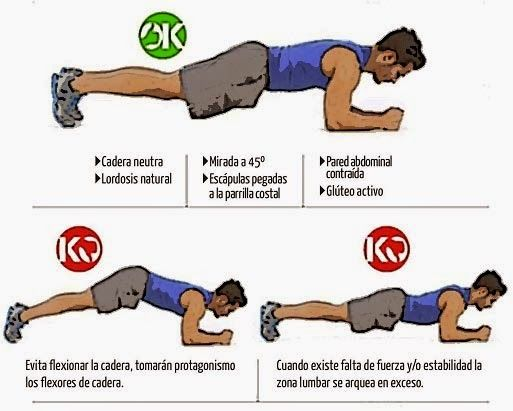 OK
Cadera neutra
Lordosis natural
Mirada a 45º
Escápulas pegadas
a la parrilla costal
Pared abdominal
contraída
Glúteo activo
KO
Evita flexionar la cadera, tomarán protagonismo
los flexores de cadera.
KO
Cuando existe falta de fuerza y/o estabilidad la
zona lumbar se arquea en exceso.